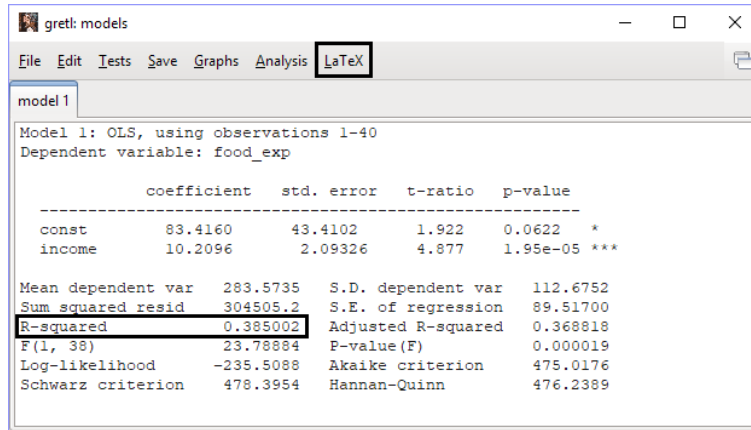 gretl: models
File Edit Tests Save Graphs Analysis LaTeX
model 1
Model 1: OLS, using observations 1-40
Dependent variable: food_exp
coefficient std. error t-ratio p-value
---------------------------------------------------------
const 83.4160 43.4102 1.922 0.0622 *
income 10.2096 2.09326 4.877 1.95e-05 ***
Mean dependent var 283.5735 S.D. dependent var 112.6752
Sum squared resid 304505.2 S.E. of regression 89.51700
R-squared 0.385002 Adjusted R-squared 0.368818
F(1, 38) 23.78884 P-value(F) 0.000019
Log-likelihood -235.5088 Akaike criterion 475.0176
Schwarz criterion 478.3954 Hannan-Quinn 476.2389